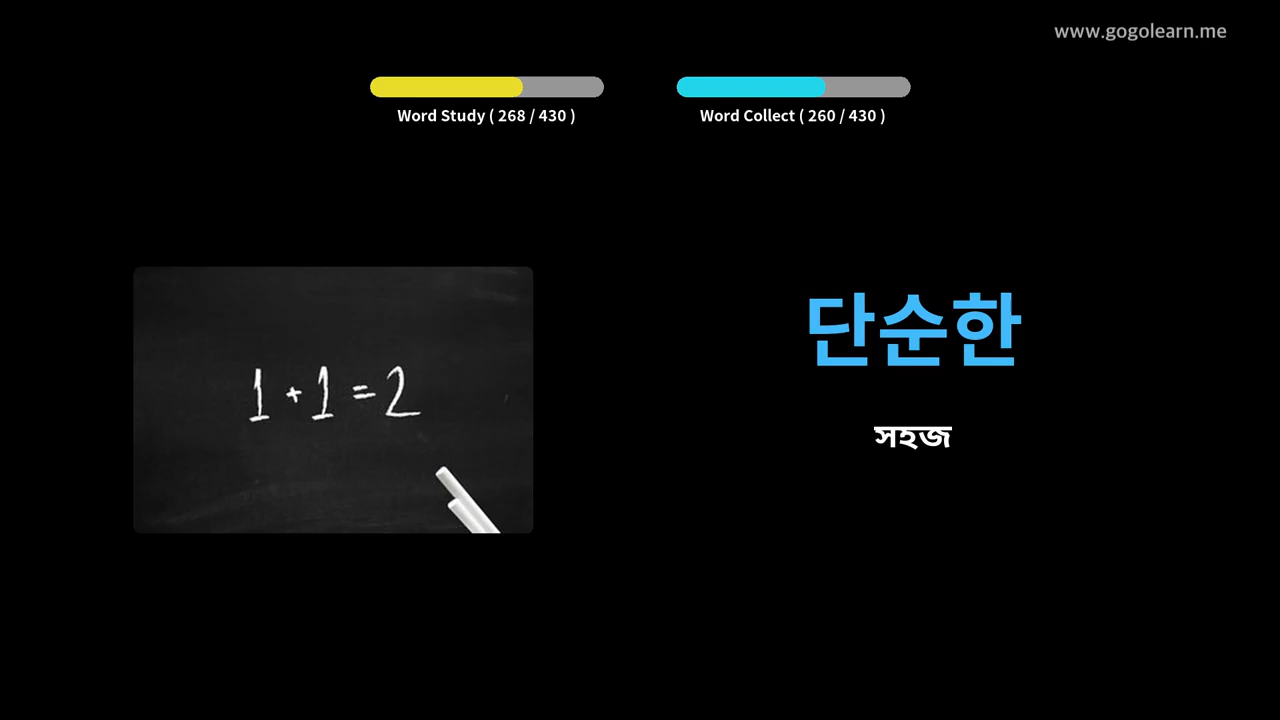 www.gogolearn.me
Word Study ( 268 / 430 )
Word Collect ( 260 / 430 )
1 + 1 = 2
단순한
সহজ